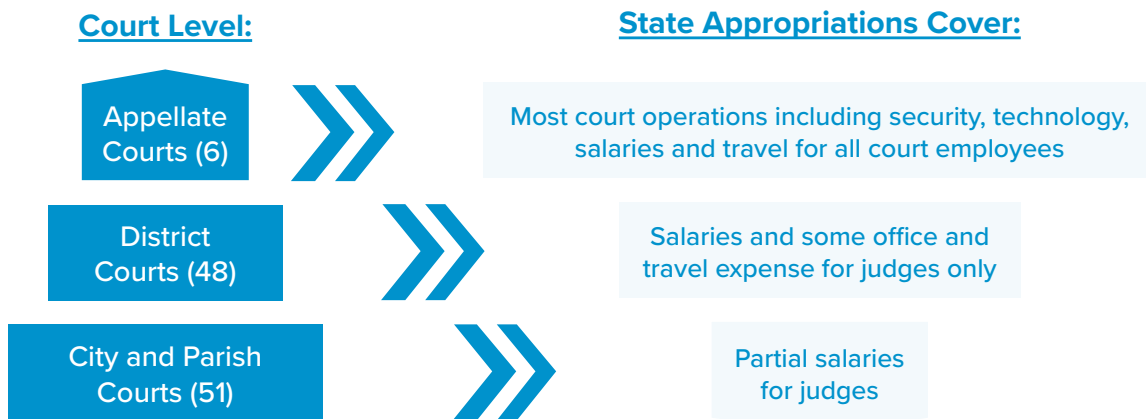 Court Level:
State Appropriations Cover:
Appellate
Courts (6)
Most court operations including security, technology,
salaries and travel for all court employees
District
Courts (48)
Salaries and some office and
travel expense for judges only
City and Parish
Courts (51)
Partial salaries
for judges